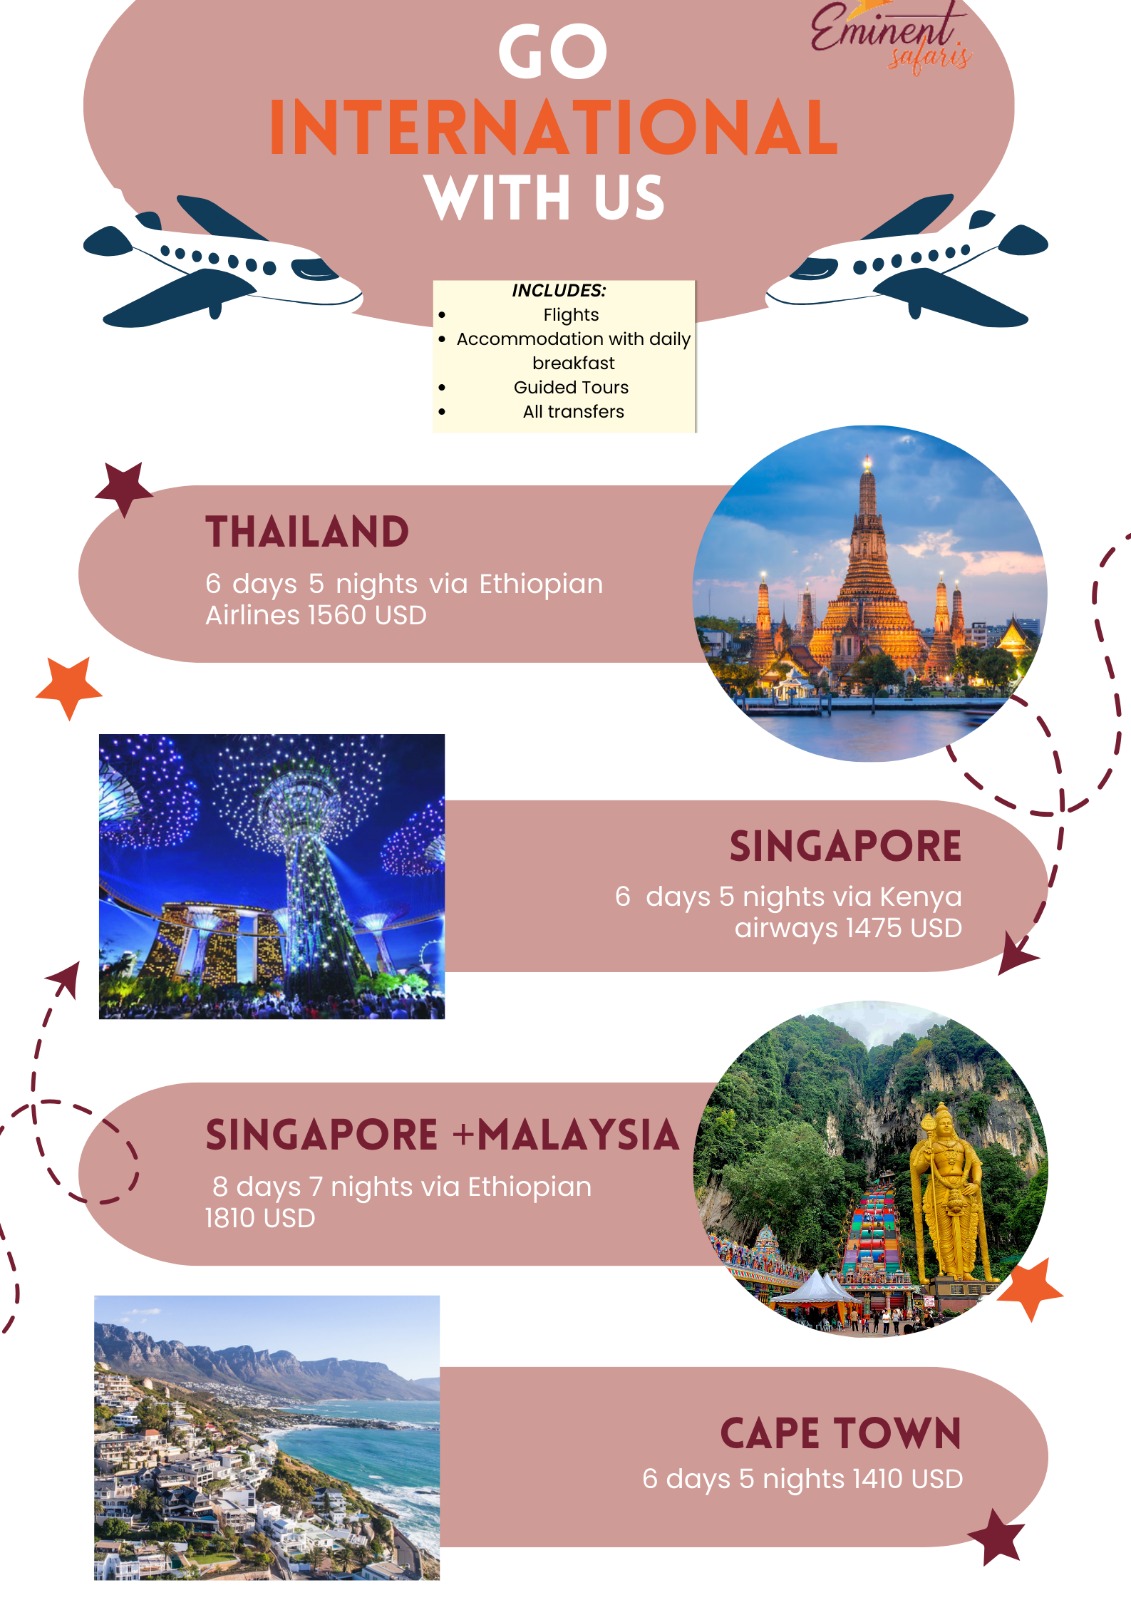 Eminent
safaris
GO
INTERNATIONAL
WITH US
INCLUDES:
• Flights
• Accommodation with daily
breakfast
• Guided Tours
• All transfers
THAILAND
6 days 5 nights via Ethiopian
Airlines 1560 USD
SINGAPORE
6 days 5 nights via Kenya
airways 1475 USD
SINGAPORE +MALAYSIA
8 days 7 nights via Ethiopian
1810 USD
CAPE TOWN
6 days 5 nights 1410 USD